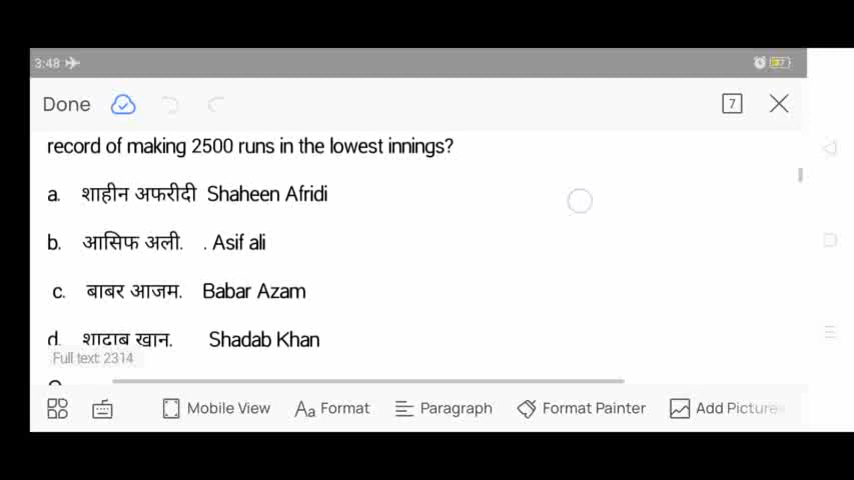 3:48
Done
7
record of making 2500 runs in the lowest innings?
a. शाहीन अफरीदी Shaheen Afridi
b. आसिफ अली. . Asif ali
c. बाबर आजम. Babar Azam
d. शादाब खान. Shadab Khan
Full text: 2314
Mobile View
Aa Format
Paragraph
Format Painter
Add Picture